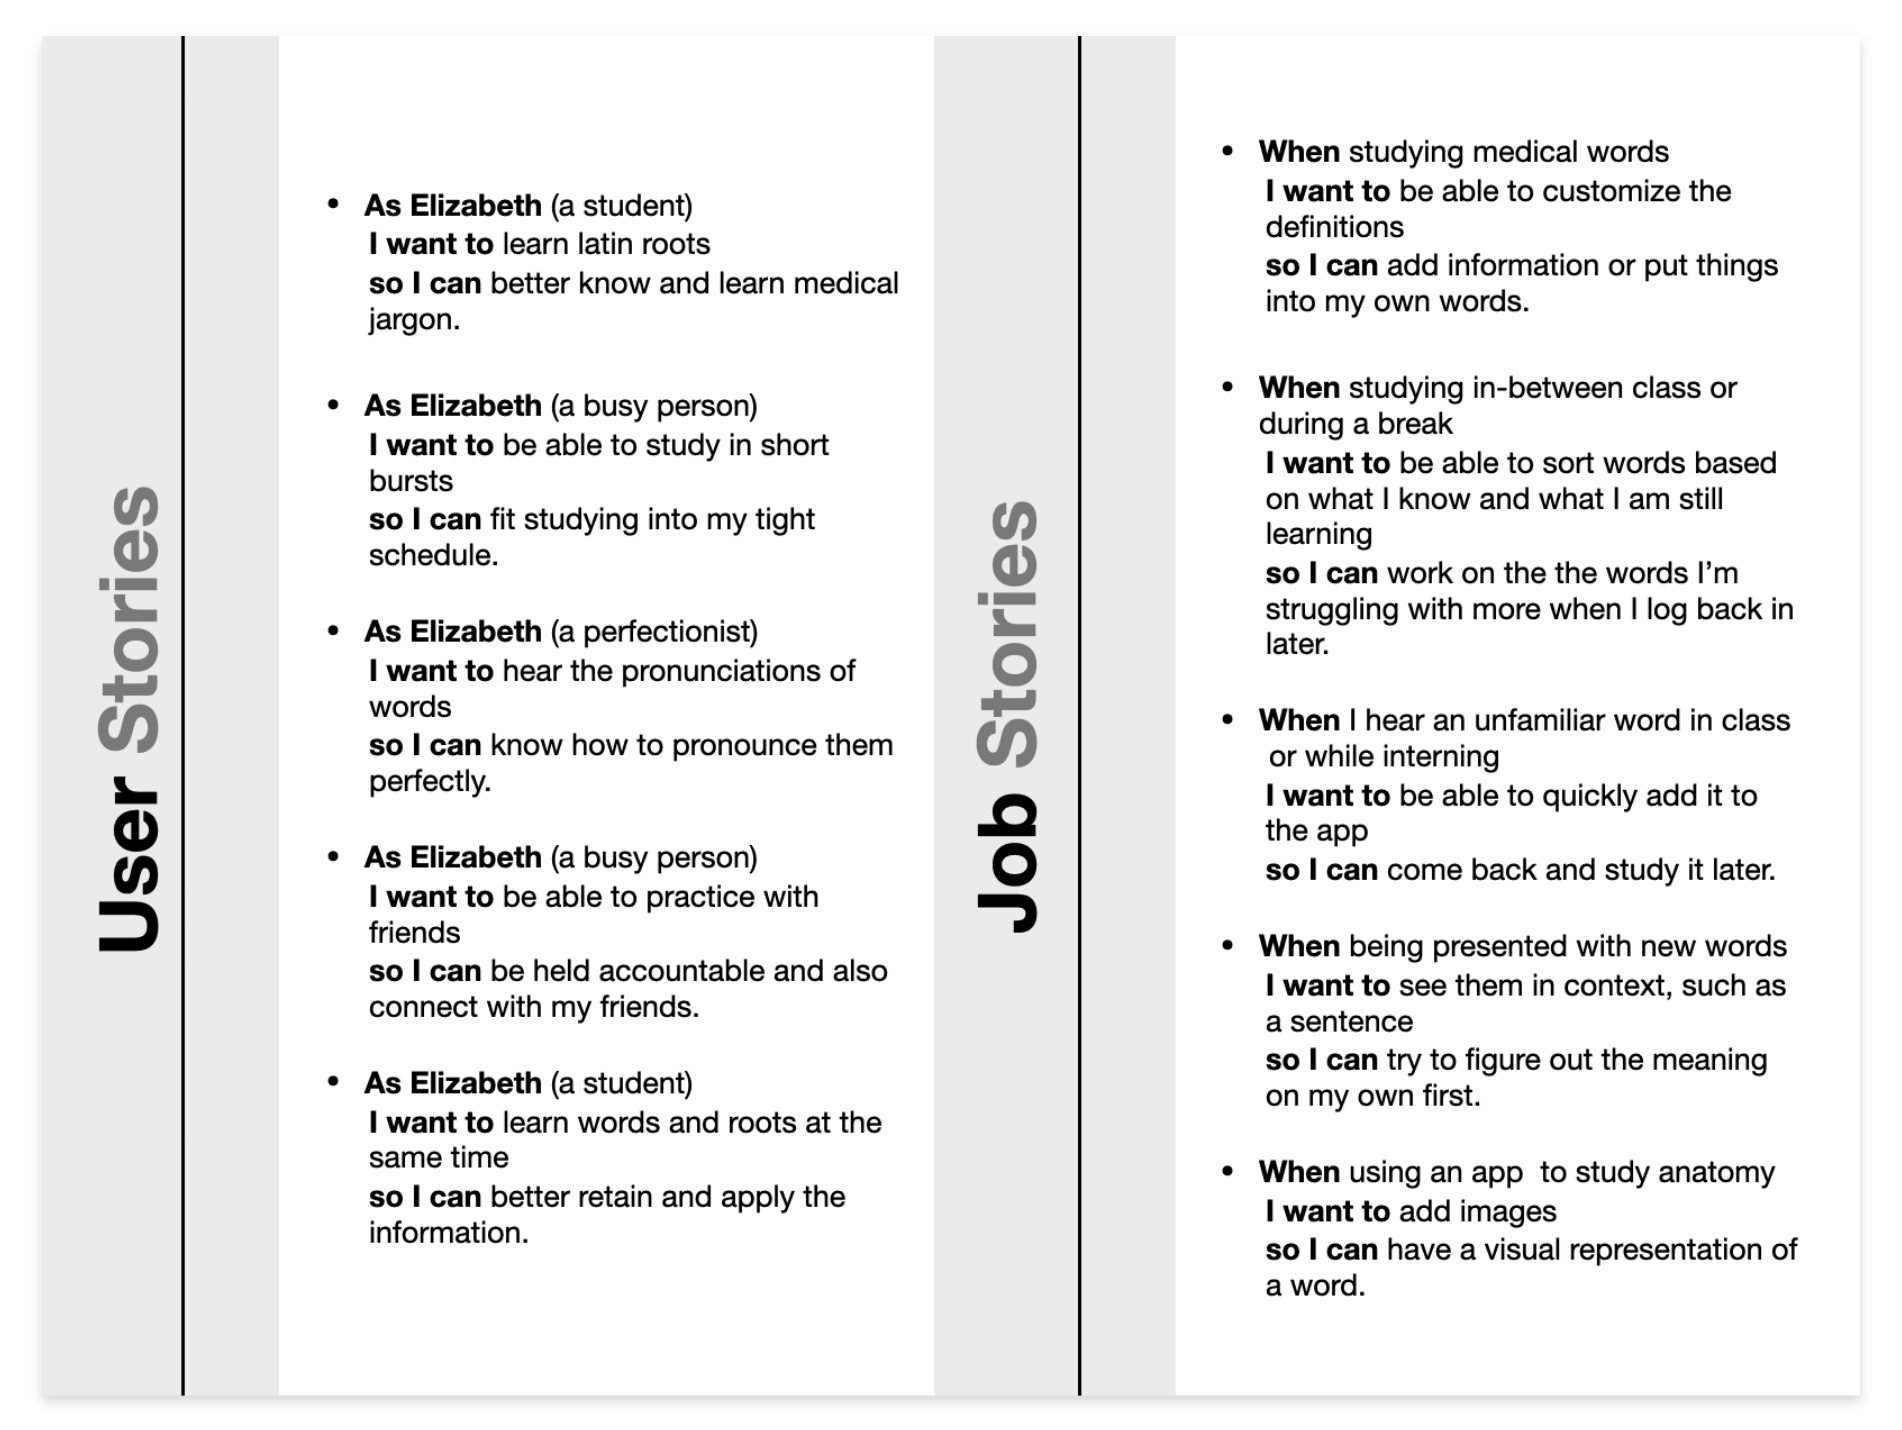 User Stories
• As Elizabeth (a student)
I want to learn latin roots
so I can better know and learn medical
jargon.
• As Elizabeth (a busy person)
I want to be able to study in short
bursts
so I can fit studying into my tight
schedule.
• As Elizabeth (a perfectionist)
I want to hear the pronunciations of
words
so I can know how to pronounce them
perfectly.
• As Elizabeth (a busy person)
I want to be able to practice with
friends
so I can be held accountable and also
connect with my friends.
• As Elizabeth (a student)
I want to learn words and roots at the
same time
so I can better retain and apply the
information.
Job Stories
• When studying medical words
I want to be able to customize the
definitions
so I can add information or put things
into my own words.
• When studying in-between class or
during a break
I want to be able to sort words based
on what I know and what I am still
learning
so I can work on the the words I’m
struggling with more when I log back in
later.
• When I hear an unfamiliar word in class
or while interning
I want to be able to quickly add it to
the app
so I can come back and study it later.
• When being presented with new words
I want to see them in context, such as
a sentence
so I can try to figure out the meaning
on my own first.
• When using an app  to study anatomy
I want to add images
so I can have a visual representation of
a word.